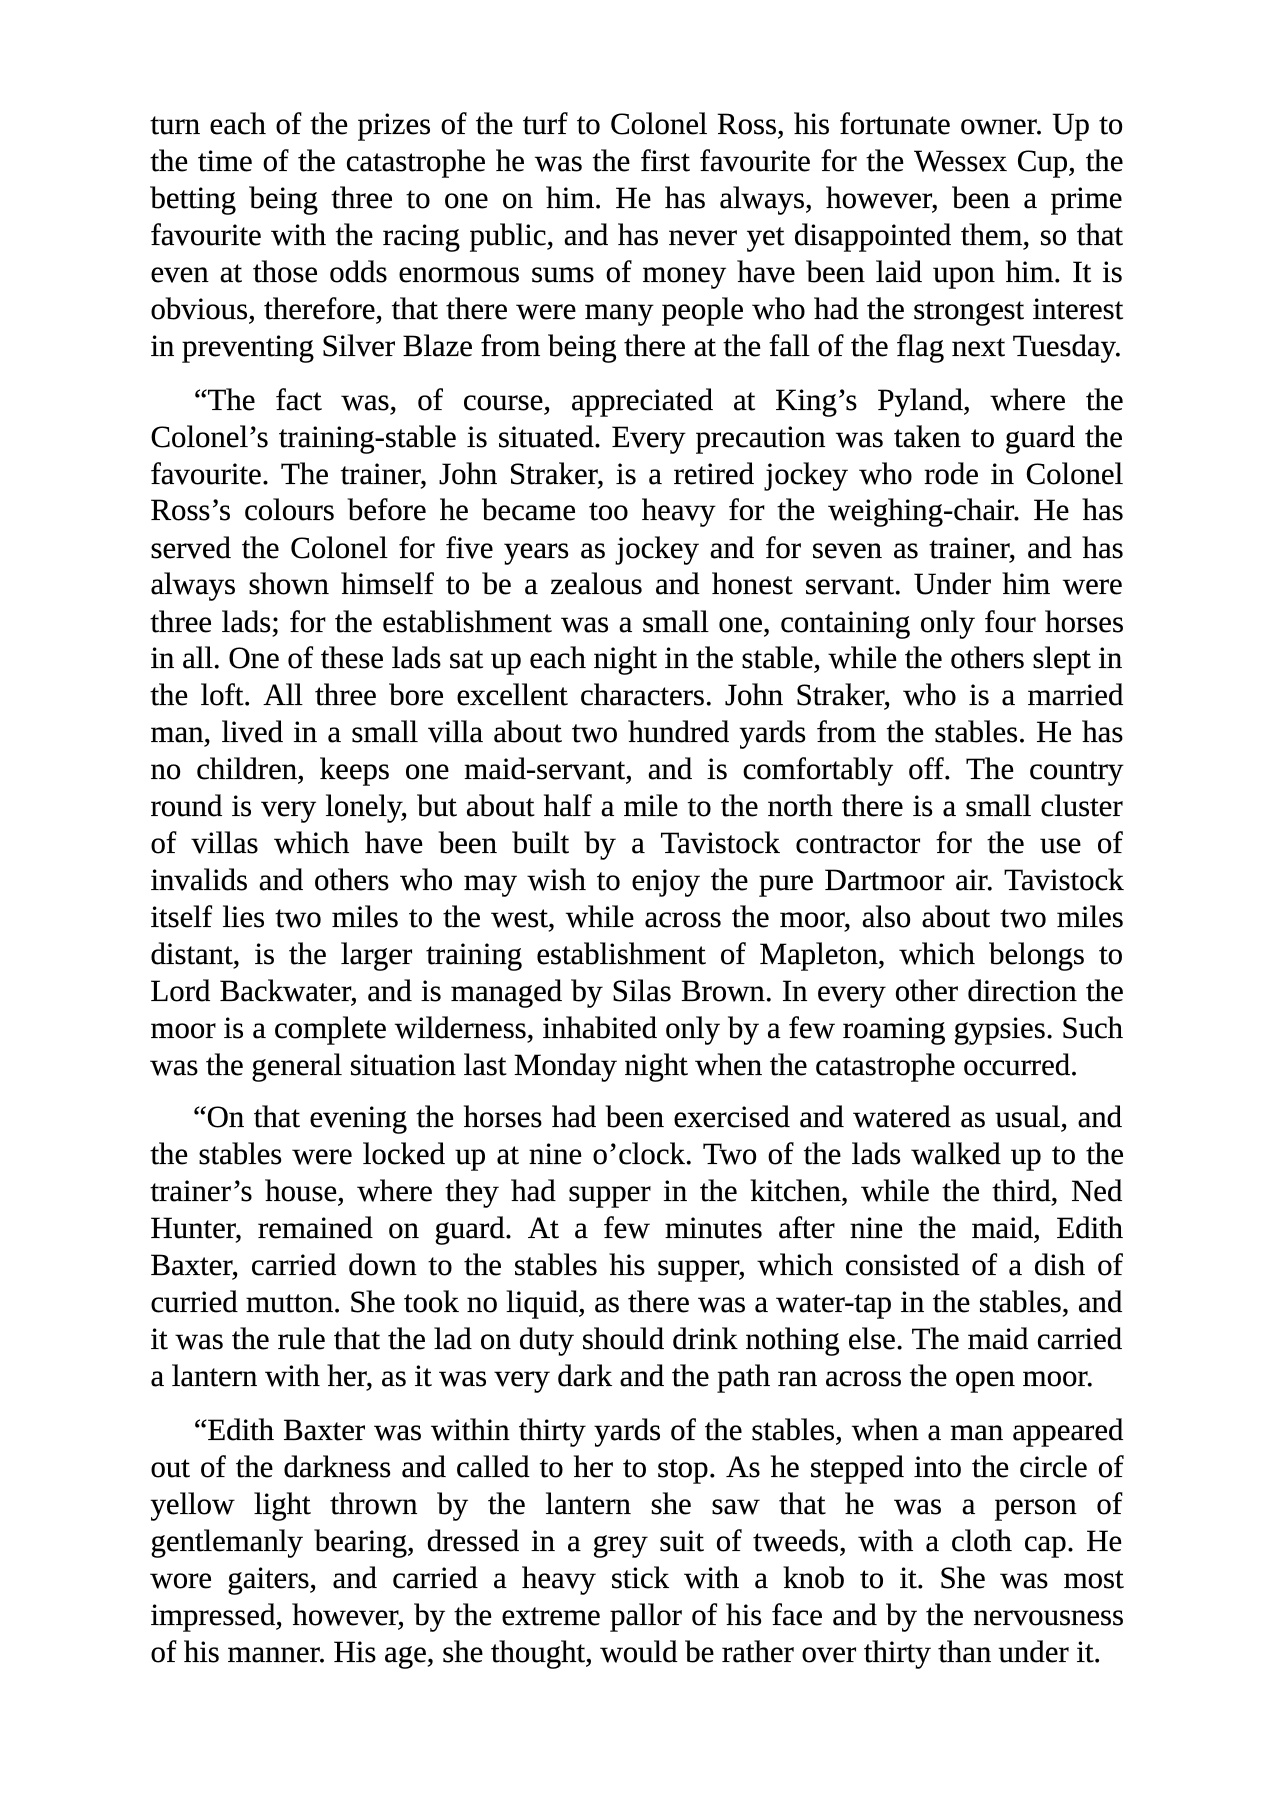 turn each of the prizes of the turf to Colonel Ross, his fortunate owner. Up to
the time of the catastrophe he was the first favourite for the Wessex Cup, the
betting being three to one on him. He has always, however, been a prime
favourite with the racing public, and has never yet disappointed them, so that
even at those odds enormous sums of money have been laid upon him. It is
obvious, therefore, that there were many people who had the strongest interest
in preventing Silver Blaze from being there at the fall of the flag next Tuesday.
“The fact was, of course, appreciated at King’s Pyland, where the
Colonel’s training-stable is situated. Every precaution was taken to guard the
favourite. The trainer, John Straker, is a retired jockey who rode in Colonel
Ross’s colours before he became too heavy for the weighing-chair. He has
served the Colonel for five years as jockey and for seven as trainer, and has
always shown himself to be a zealous and honest servant. Under him were
three lads; for the establishment was a small one, containing only four horses
in all. One of these lads sat up each night in the stable, while the others slept in
the loft. All three bore excellent characters. John Straker, who is a married
man, lived in a small villa about two hundred yards from the stables. He has
no children, keeps one maid-servant, and is comfortably off. The country
round is very lonely, but about half a mile to the north there is a small cluster
of villas which have been built by a Tavistock contractor for the use of
invalids and others who may wish to enjoy the pure Dartmoor air. Tavistock
itself lies two miles to the west, while across the moor, also about two miles
distant, is the larger training establishment of Mapleton, which belongs to
Lord Backwater, and is managed by Silas Brown. In every other direction the
moor is a complete wilderness, inhabited only by a few roaming gypsies. Such
was the general situation last Monday night when the catastrophe occurred.
“On that evening the horses had been exercised and watered as usual, and
the stables were locked up at nine o’clock. Two of the lads walked up to the
trainer’s house, where they had supper in the kitchen, while the third, Ned
Hunter, remained on guard. At a few minutes after nine the maid, Edith
Baxter, carried down to the stables his supper, which consisted of a dish of
curried mutton. She took no liquid, as there was a water-tap in the stables, and
it was the rule that the lad on duty should drink nothing else. The maid carried
a lantern with her, as it was very dark and the path ran across the open moor.
“Edith Baxter was within thirty yards of the stables, when a man appeared
out of the darkness and called to her to stop. As he stepped into the circle of
yellow light thrown by the lantern she saw that he was a person of
gentlemanly bearing, dressed in a grey suit of tweeds, with a cloth cap. He
wore gaiters, and carried a heavy stick with a knob to it. She was most
impressed, however, by the extreme pallor of his face and by the nervousness
of his manner. His age, she thought, would be rather over thirty than under it.